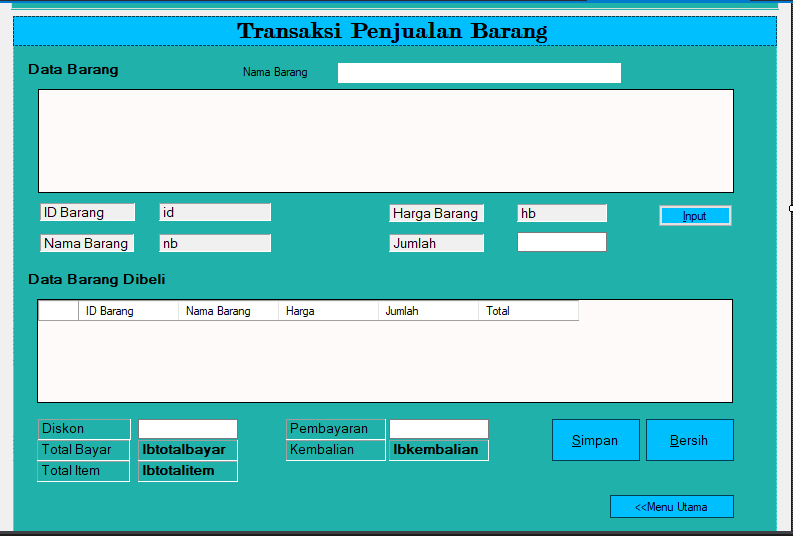 Transaksi Penjualan Barang
Data Barang Nama Barang
ID Barang id Harga Barang hb Input
Nama Barang nb Jumlah
Data Barang Dibeli
ID Barang Nama Barang Harga Jumlah Total
Diskon Pembayaran
Total Bayar lbtotalbayar Kembalian lbkembalian Simpan Bersih
Total Item lbtotalitem
<<Menu Utama